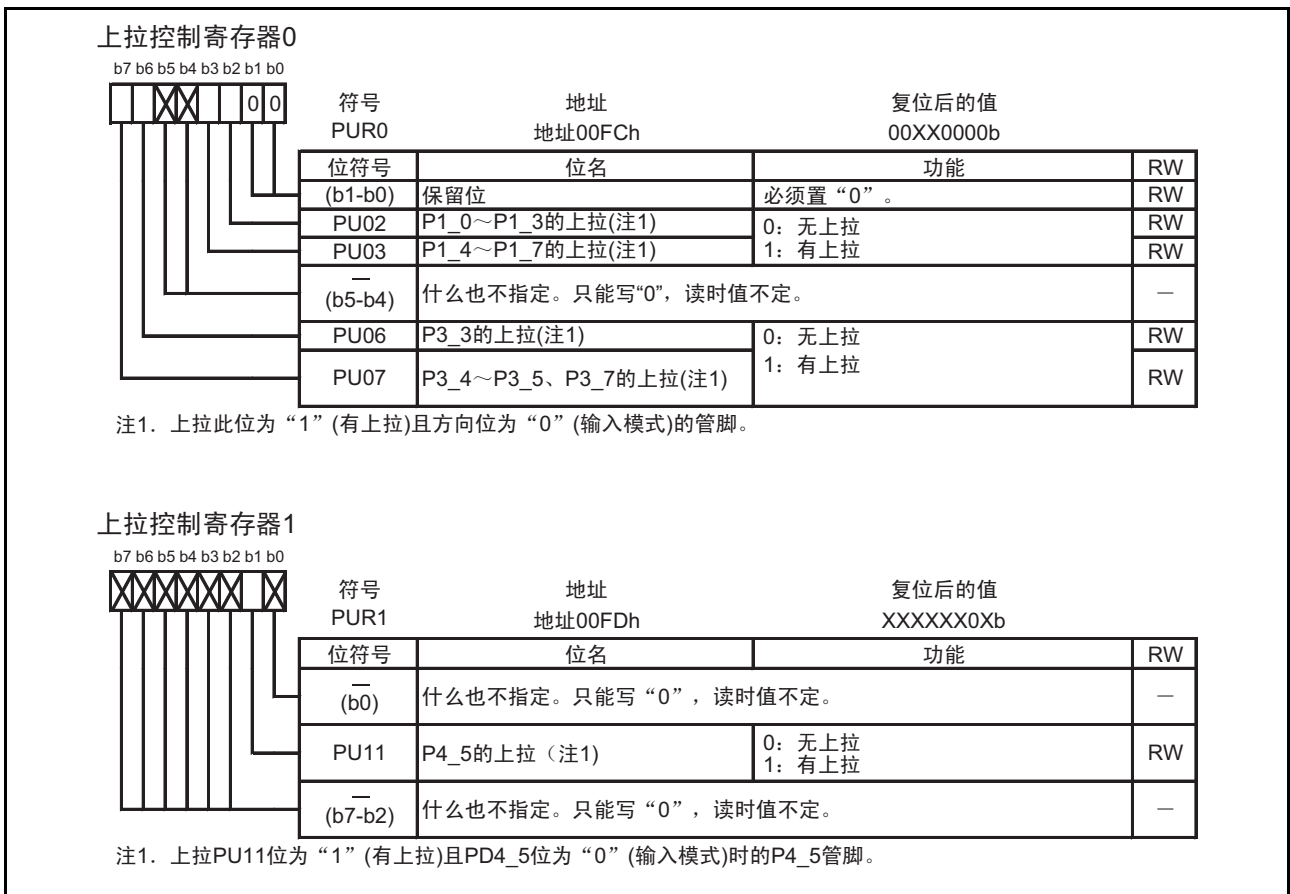 上拉控制寄存器0
b7 b6 b5 b4 b3 b2 b1 b0
0 0
符号 地址 复位后的值
PUR0 地址00FCh 00XX0000b
位符号 位名 功能 RW
(b1-b0) 保留位 必须置“0”。 RW
PU02 P1_0～P1_3的上拉(注1) 0：无上拉 RW
PU03 P1_4～P1_7的上拉(注1) 1：有上拉 RW
—
(b5-b4) 什么也不指定。只能写“0”，读时值不定。 —
PU06 P3_3的上拉(注1) 0：无上拉 RW
1：有上拉
PU07 P3_4～P3_5、P3_7的上拉(注1) RW
注1. 上拉此位为“1”(有上拉)且方向位为“0”(输入模式)的管脚。
上拉控制寄存器1
b7 b6 b5 b4 b3 b2 b1 b0
符号 地址 复位后的值
PUR1 地址00FDh XXXXXX0Xb
位符号 位名 功能 RW
—
(b0) 什么也不指定。只能写“0”，读时值不定。 —
PU11 P4_5的上拉（注1) 0：无上拉 RW
1：有上拉
—
(b7-b2) 什么也不指定。只能写“0”，读时值不定。 —
注1. 上拉PU11位为“1”(有上拉)且PD4_5位为“0”(输入模式)时的P4_5管脚。